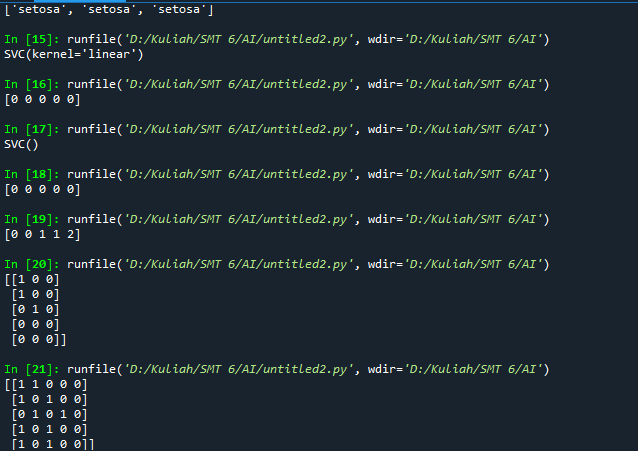 ['setosa', 'setosa', 'setosa']
In [15]: runfile('D:/Kuliah/SMT 6/AI/untitled2.py', wdir='D:/Kuliah/SMT 6/AI')
SVC(kernel='linear')
In [16]: runfile('D:/Kuliah/SMT 6/AI/untitled2.py', wdir='D:/Kuliah/SMT 6/AI')
[0 0 0 0 0]
In [17]: runfile('D:/Kuliah/SMT 6/AI/untitled2.py', wdir='D:/Kuliah/SMT 6/AI')
SVC()
In [18]: runfile('D:/Kuliah/SMT 6/AI/untitled2.py', wdir='D:/Kuliah/SMT 6/AI')
[0 0 0 0 0]
In [19]: runfile('D:/Kuliah/SMT 6/AI/untitled2.py', wdir='D:/Kuliah/SMT 6/AI')
[0 0 1 1 2]
In [20]: runfile('D:/Kuliah/SMT 6/AI/untitled2.py', wdir='D:/Kuliah/SMT 6/AI')
[[1 0 0]
[1 0 0]
[0 1 0]
[0 0 0]
[0 0 0]]
In [21]: runfile('D:/Kuliah/SMT 6/AI/untitled2.py', wdir='D:/Kuliah/SMT 6/AI')
[[1 1 0 0 0]
[1 0 1 0 0]
[0 1 0 1 0]
[1 0 1 0 0]
[1 0 1 0 0]]